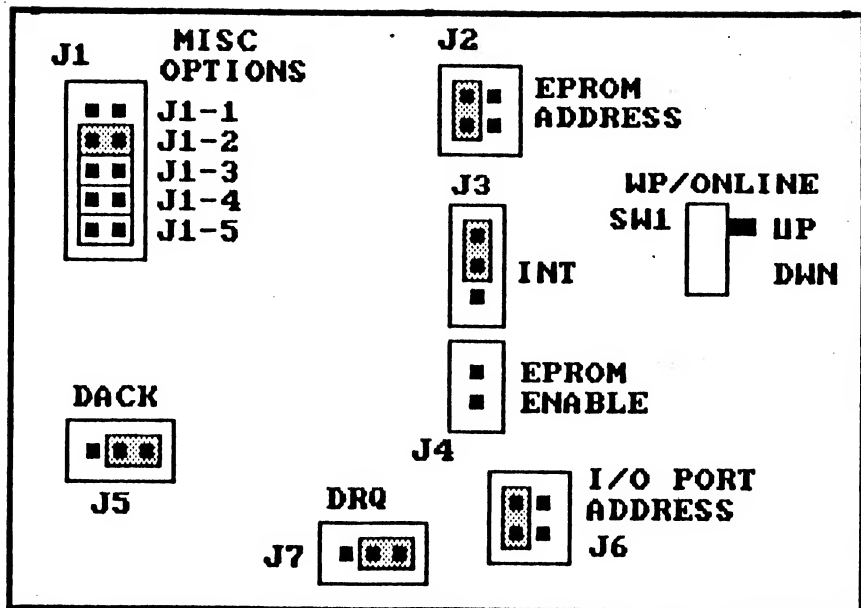 J1
MISC
OPTIONS
J1-1
J1-2
J1-3
J1-4
J1-5
J2
EPROM
ADDRESS
J3
INT
WP/ONLINE
SW1
UP
DWN
EPROM
ENABLE
J4
DACK
J5
DRQ
J7
I/O PORT
ADDRESS
J6